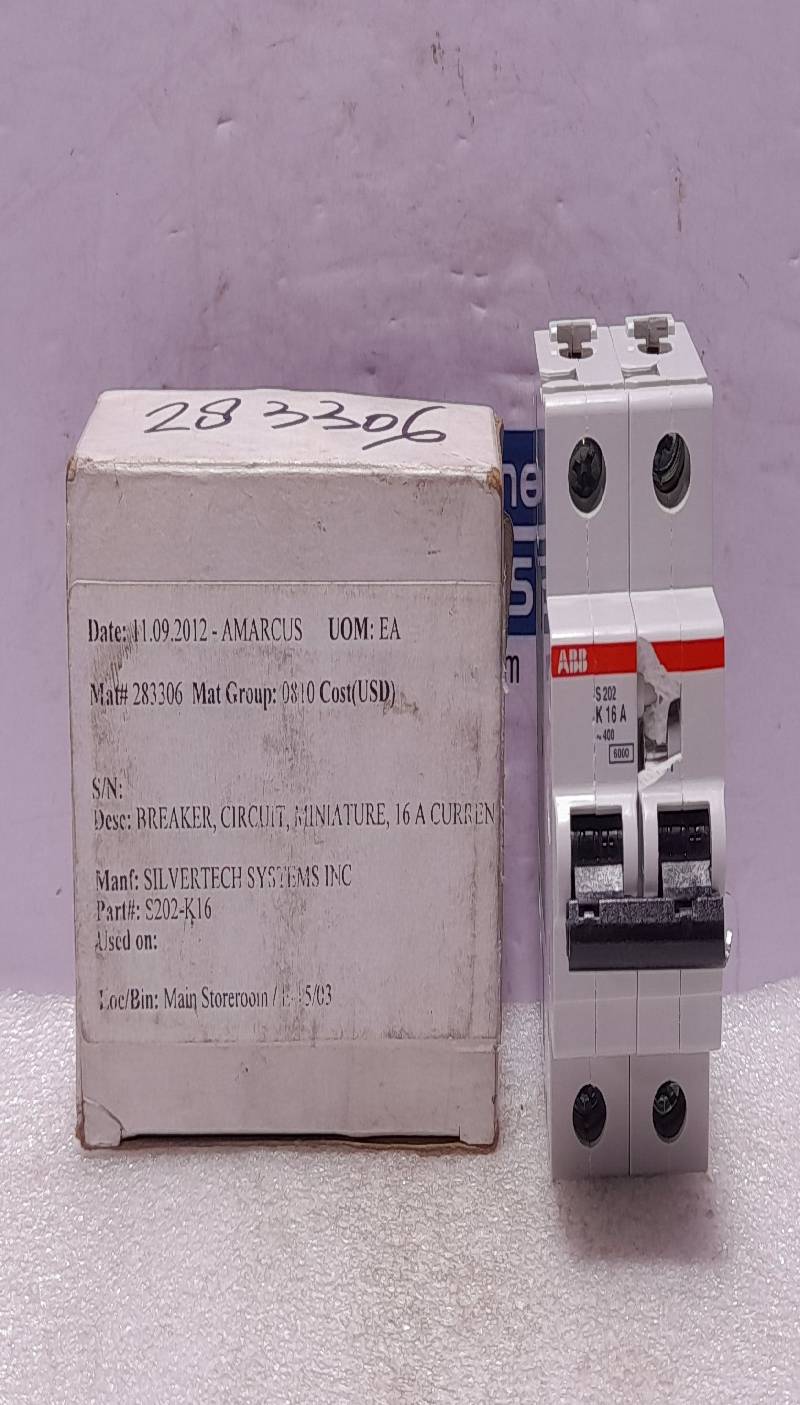 283306
Date: 11.09.2012 - AMARCUS UOM: EA
Mat# 283306 Mat Group: 0810 Cost(USD)
S/N:
Desc: BREAKER, CIRCUIT, MINIATURE, 16 A CURREN
Manf: SILVERTECH SYSTEMS INC
Part#: S202-K16
Used on:
Loc/Bin: Main Storeroom /
ABB
S 202
K 16 A
~ 400
6000
ne
S
m